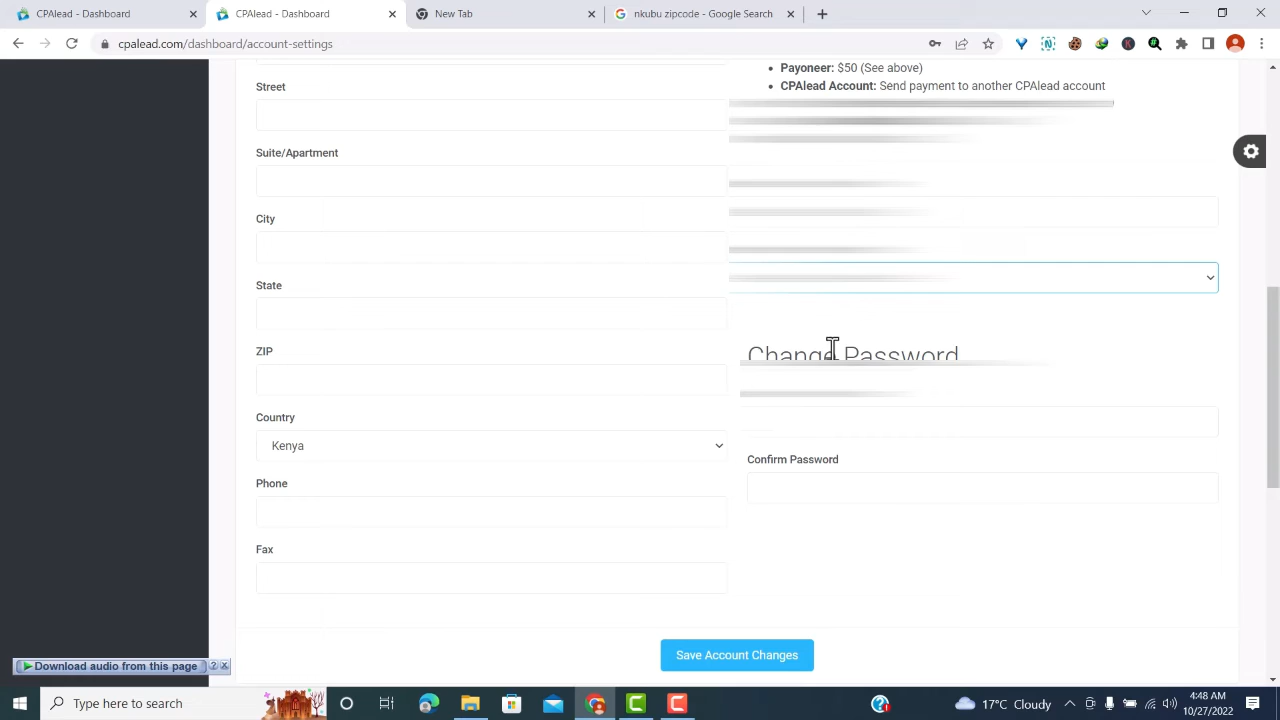 CPAlead - Dashboard
CPAlead - Dashboard
New Tab
nkubu zipcode - Google Search
cpalead.com/dashboard/account-settings
Payoneer: $50 (See above)
CPAlead Account: Send payment to another CPAlead account
Street
Suite/Apartment
City
State
ZIP
Country
Kenya
Phone
Fax
Change Password
Confirm Password
Save Account Changes
Download audio from this page
Type here to search
17°C Cloudy
4:48 AM
10/27/2022